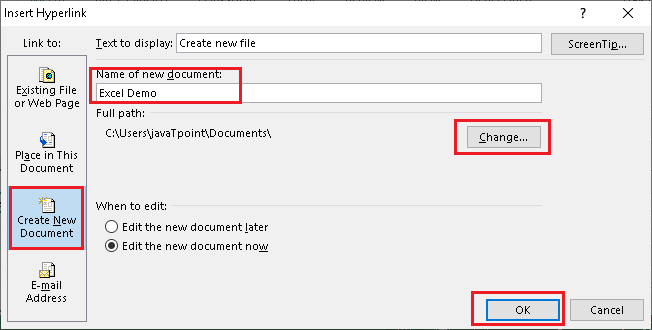 Insert Hyperlink
? ×
Link to:
Text to display: Create new file
ScreenTip...
Existing File
or Web Page
Name of new document:
Excel Demo
Full path:
C:\Users\javaTpoint\Documents\
Change...
Place in This
Document
Create New
Document
When to edit:
Edit the new document later
Edit the new document now
E-mail
Address
OK
Cancel